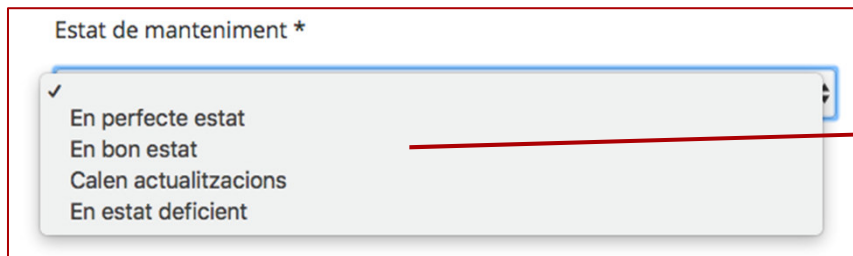 Estat de manteniment *
En perfecte estat
En bon estat
Calen actualitzacions
En estat deficient